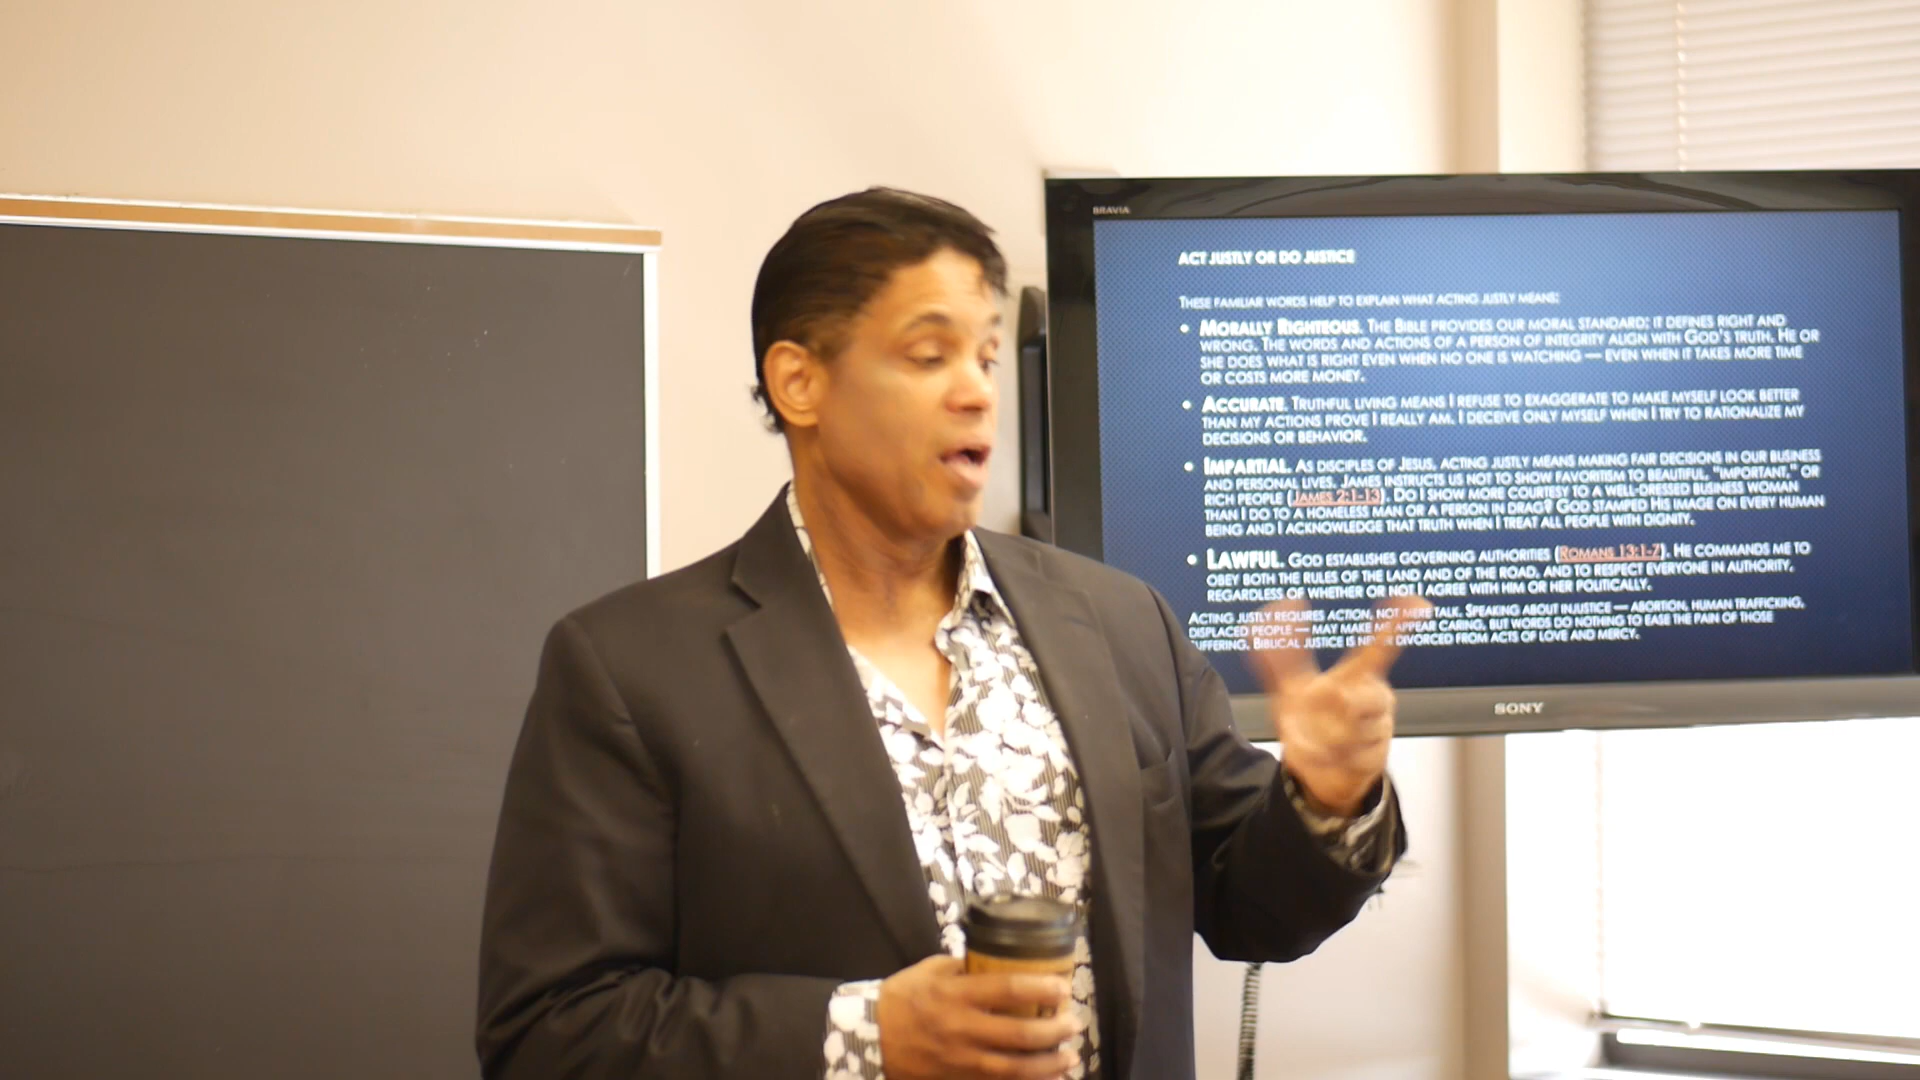 BRAVIA
ACT JUSTLY OR DO JUSTICE
THESE FAMILIAR WORDS HELP TO EXPLAIN WHAT ACTING JUSTLY MEANS:
• MORALLY RIGHTEOUS. THE BIBLE PROVIDES OUR MORAL STANDARD; IT DEFINES RIGHT AND
WRONG. THE WORDS AND ACTIONS OF A PERSON OF INTEGRITY ALIGN WITH GOD'S TRUTH. HE OR
SHE DOES WHAT IS RIGHT EVEN WHEN NO ONE IS WATCHING — EVEN WHEN IT TAKES MORE TIME
OR COSTS MORE MONEY.
• ACCURATE. TRUTHFUL LIVING MEANS I REFUSE TO EXAGGERATE TO MAKE MYSELF LOOK BETTER
THAN MY ACTIONS PROVE I REALLY AM. I DECEIVE ONLY MYSELF WHEN I TRY TO RATIONALIZE MY
DECISIONS OR BEHAVIOR.
• IMPARTIAL. AS DISCIPLES OF JESUS, ACTING JUSTLY MEANS MAKING FAIR DECISIONS IN OUR BUSINESS
AND PERSONAL LIVES. JAMES INSTRUCTS US NOT TO SHOW FAVORITISM TO BEAUTIFUL, "IMPORTANT," OR
RICH PEOPLE (JAMES 2:1-13). DO I SHOW MORE COURTESY TO A WELL-DRESSED BUSINESS WOMAN
THAN I DO TO A HOMELESS MAN OR A PERSON IN DRAG? GOD STAMPED HIS IMAGE ON EVERY HUMAN
BEING AND I ACKNOWLEDGE THAT TRUTH WHEN I TREAT ALL PEOPLE WITH DIGNITY.
• LAWFUL. GOD ESTABLISHES GOVERNING AUTHORITIES (ROMANS 13:1-7). HE COMMANDS ME TO
OBEY BOTH THE RULES OF THE LAND AND OF THE ROAD, AND TO RESPECT EVERYONE IN AUTHORITY,
REGARDLESS OF WHETHER OR NOT I AGREE WITH HIM OR HER POLITICALLY.
ACTING JUSTLY REQUIRES ACTION, NOT MERE TALK. SPEAKING ABOUT INJUSTICE — ABORTION, HUMAN TRAFFICKING,
DISPLACED PEOPLE — MAY MAKE ME APPEAR CARING, BUT WORDS DO NOTHING TO EASE THE PAIN OF THOSE
UFFERING. BIBLICAL JUSTICE IS NEVER DIVORCED FROM ACTS OF LOVE AND MERCY.
SONY